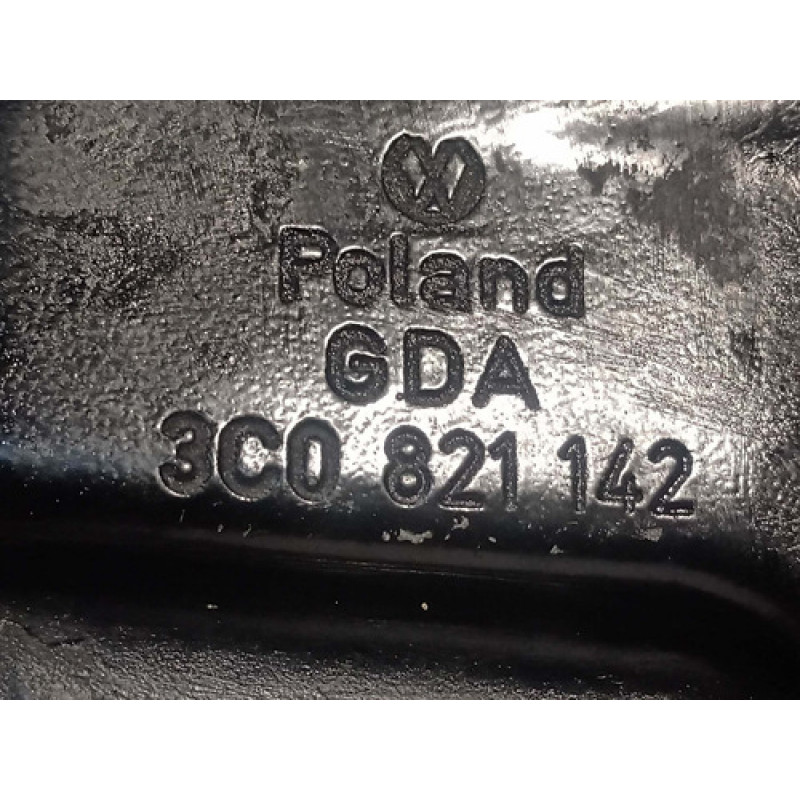 Poland
GDA
3C0 821 142